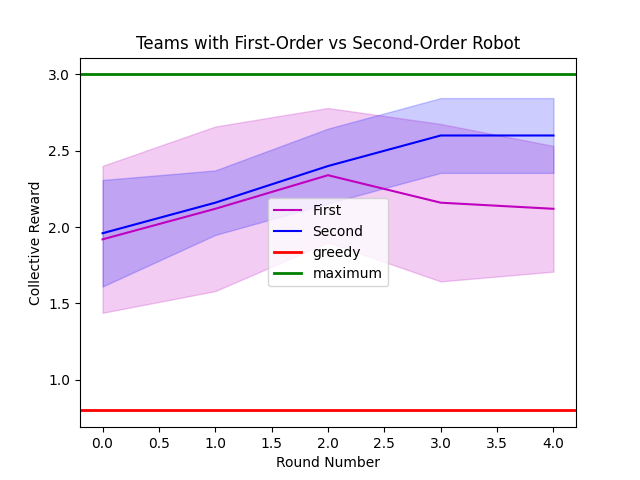 Teams with First-Order vs Second-Order Robot
3.0
2.5
2.0
1.5
1.0
Collective Reward
First
Second
greedy
maximum
0.0 0.5 1.0 1.5 2.0 2.5 3.0 3.5 4.0
Round Number